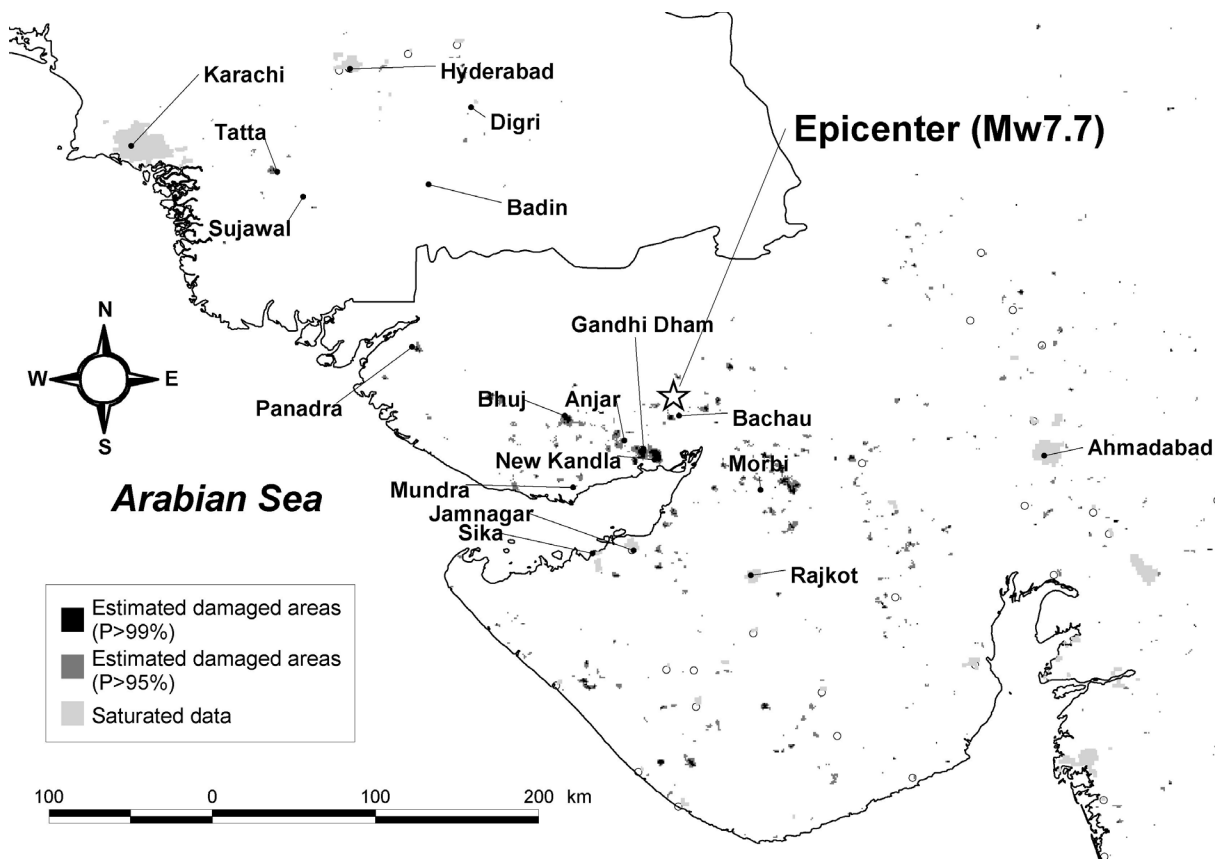 Karachi
Hyderabad
Tatta
Digri
Epicenter (Mw7.7)
Sujawal
Badin
N
W
E
S
Gandhi Dham
Panadra
Bhuj
Anjar
Bachau
New Kandla
Morbi
Ahmadabad
Mundra
Arabian Sea
Jamnagar
Sika
Rajkot
Estimated damaged areas
(P>99%)
Estimated damaged areas
(P>95%)
Saturated data
100 0 100 200 km